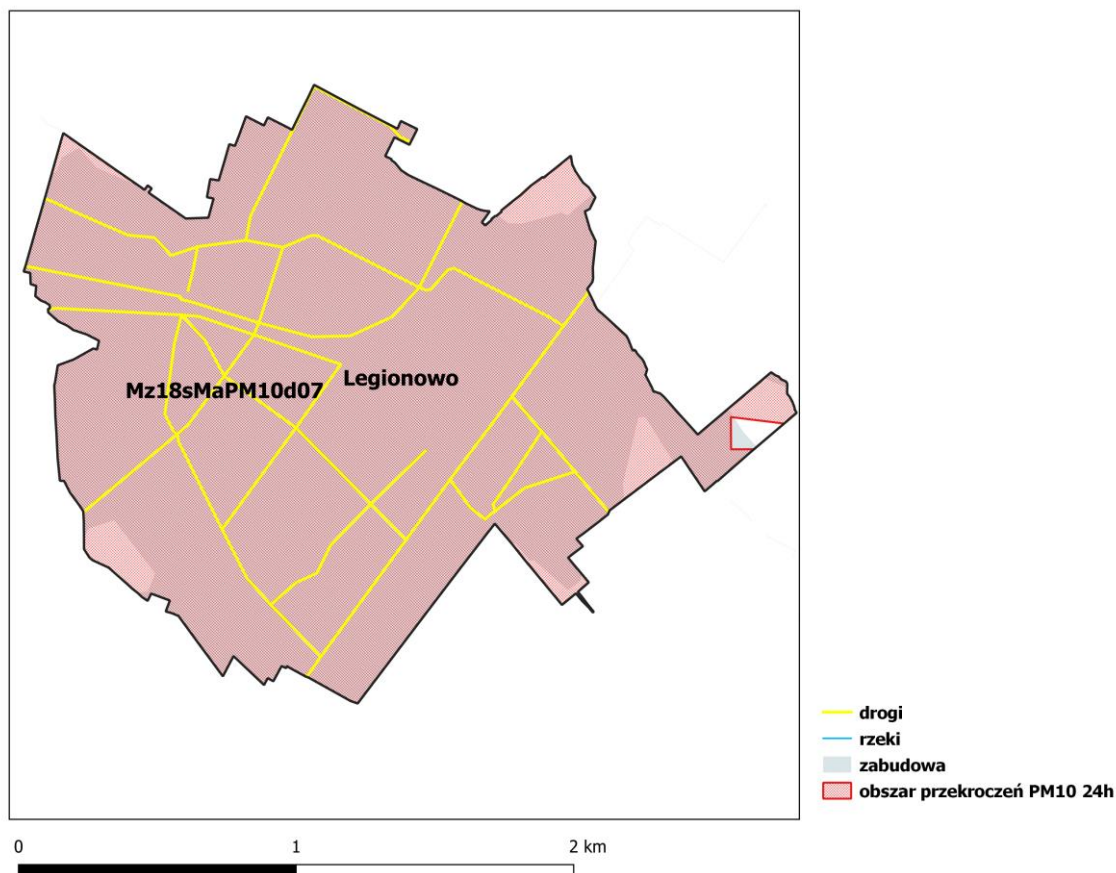 Legionowo
Mz18sMaPM10d07
drogi
rzeki
zabudowa
obszar przekroczeń PM10 24h
0 1 2 km